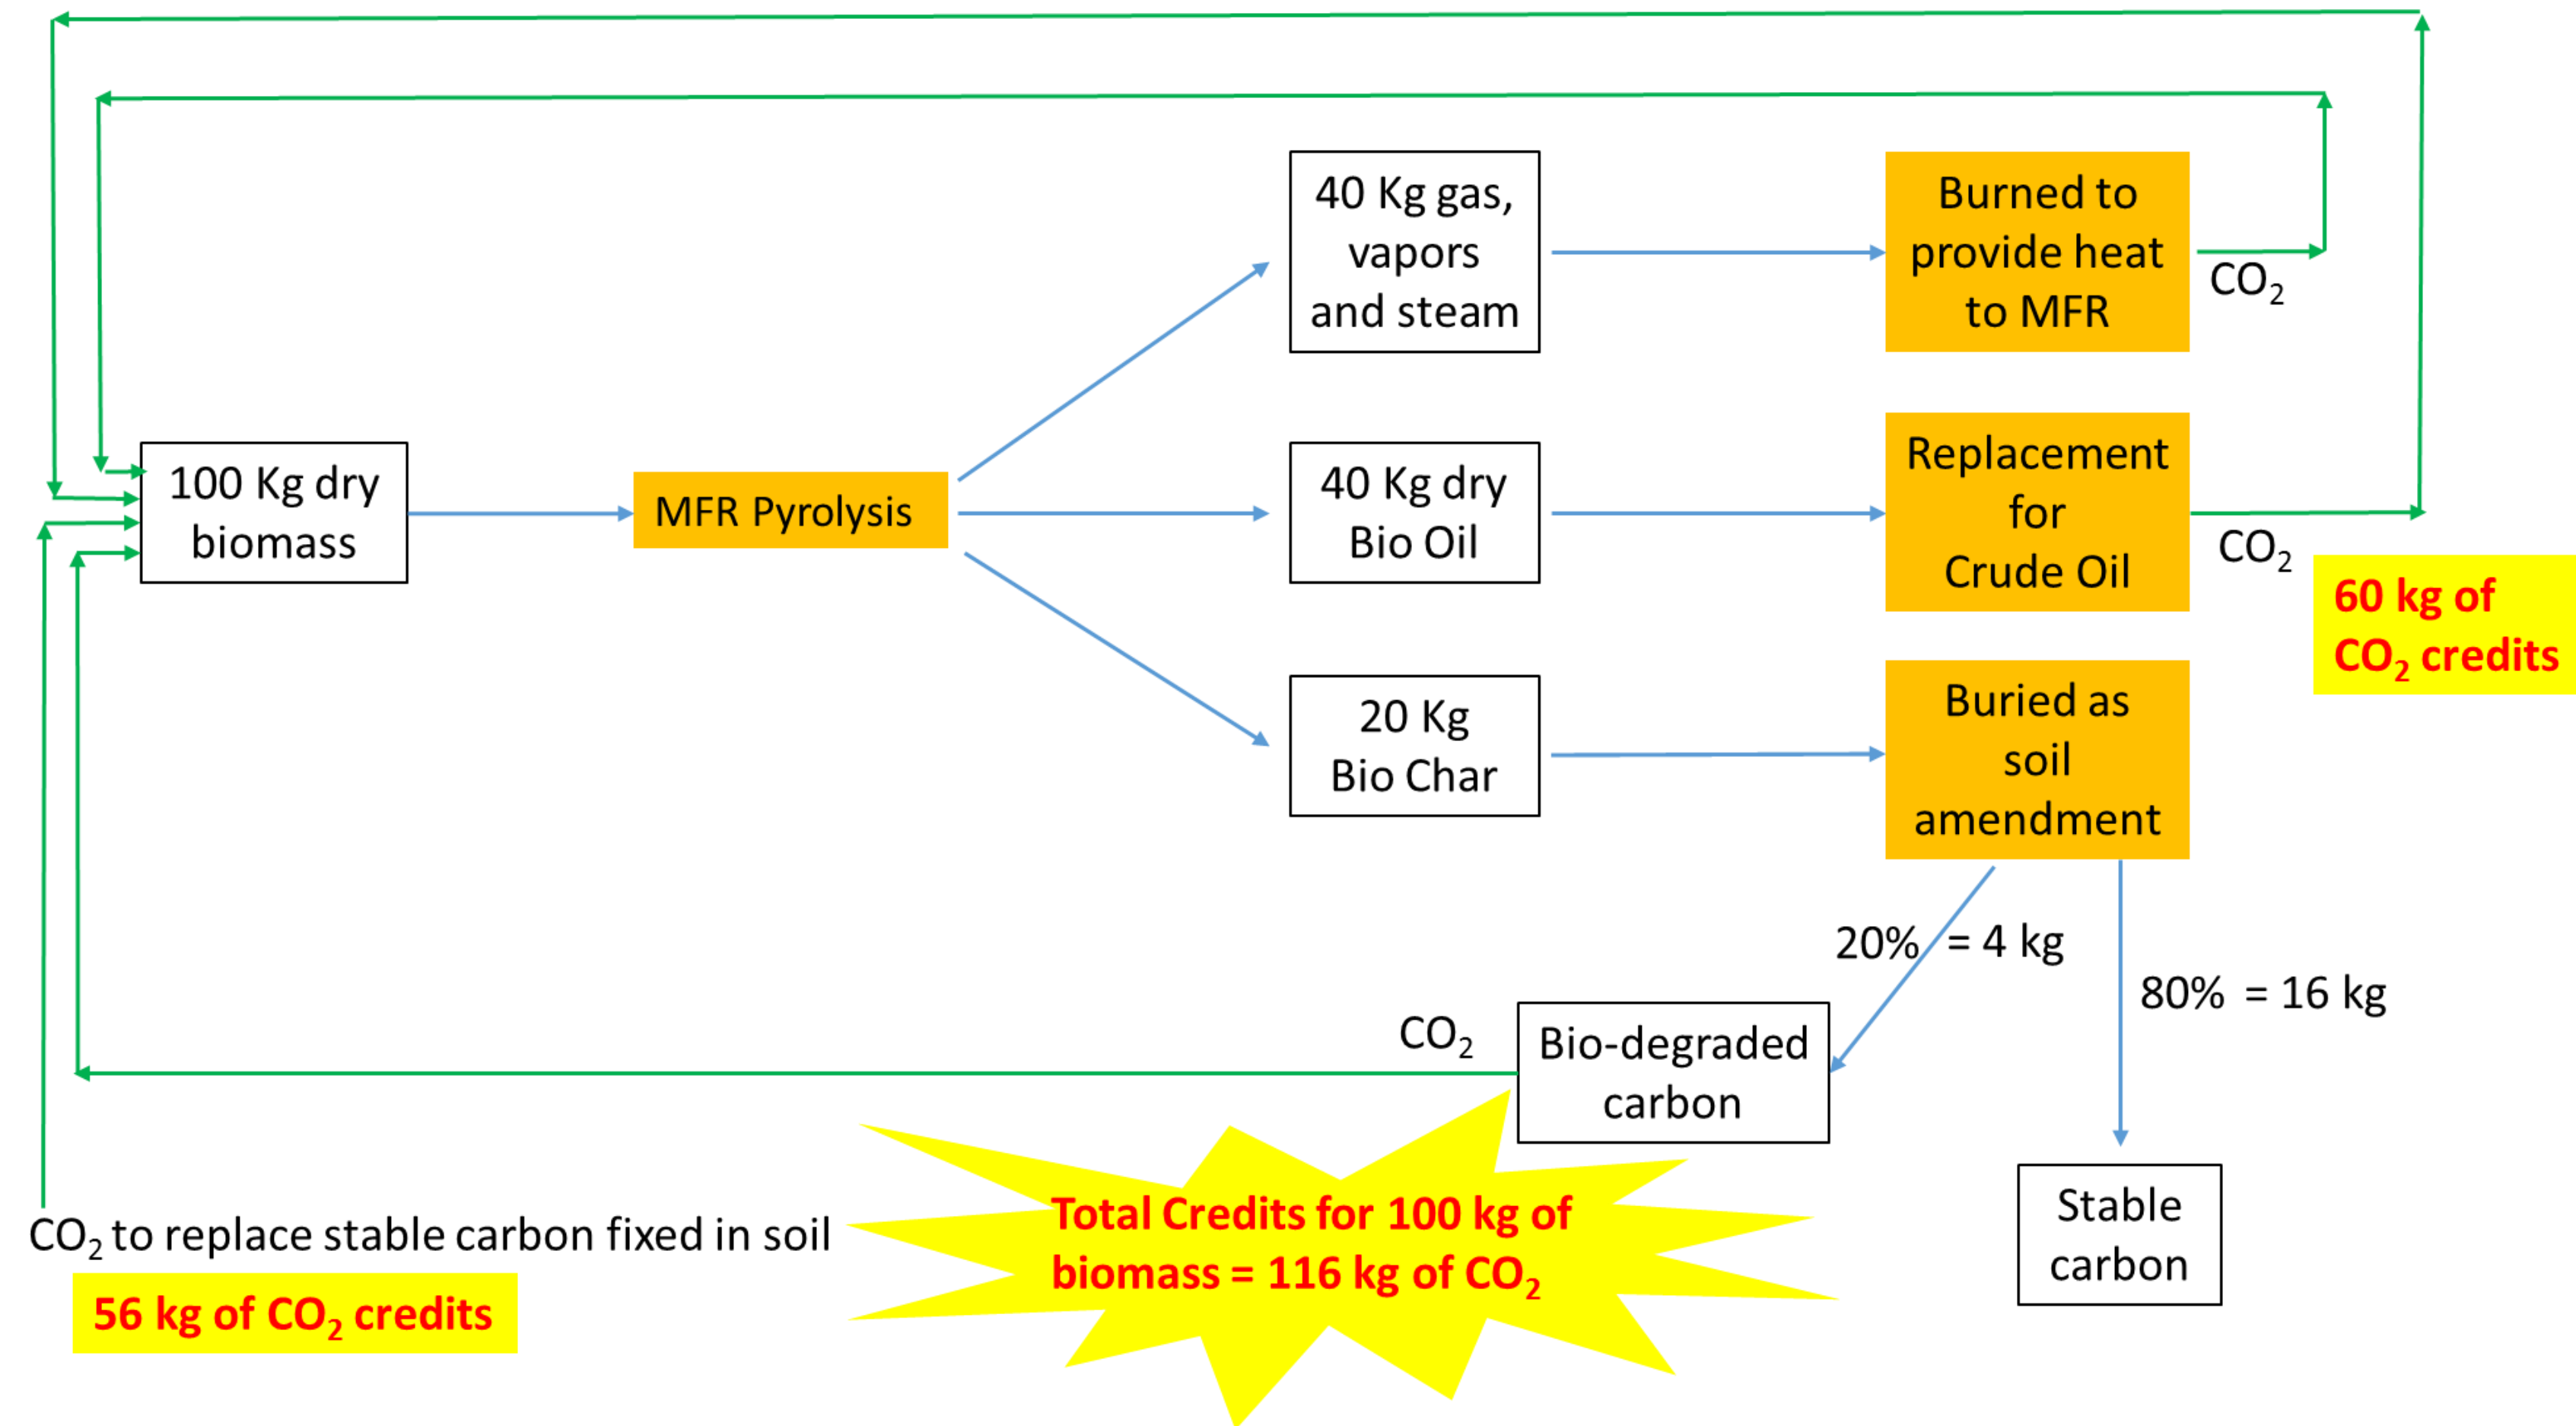 40 Kg gas,
vapors
and steam
Burned to
provide heat
to MFR
CO₂
100 Kg dry
biomass
MFR Pyrolysis
40 Kg dry
Bio Oil
Replacement
for
Crude Oil
CO₂
60 kg of
CO₂ credits
20 Kg
Bio Char
Buried as
soil
amendment
20% = 4 kg
80% = 16 kg
CO₂
Bio-degraded
carbon
Stable
carbon
CO₂ to replace stable carbon fixed in soil
56 kg of CO₂ credits
Total Credits for 100 kg of
biomass = 116 kg of CO₂